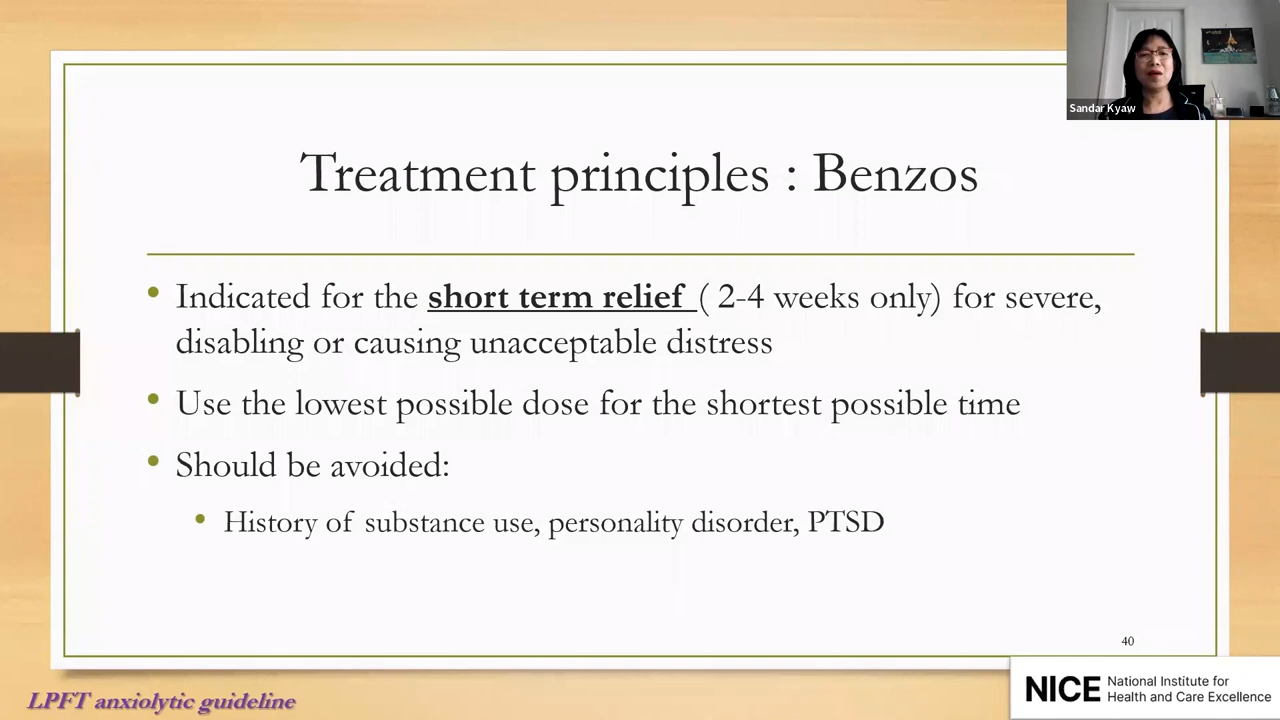 Sandar Kyaw
Treatment principles : Benzos
• Indicated for the short term relief ( 2-4 weeks only) for severe,
disabling or causing unacceptable distress
• Use the lowest possible dose for the shortest possible time
• Should be avoided:
• History of substance use, personality disorder, PTSD
40
LPFT anxiolytic guideline
NICE National Institute for
Health and Care Excellence